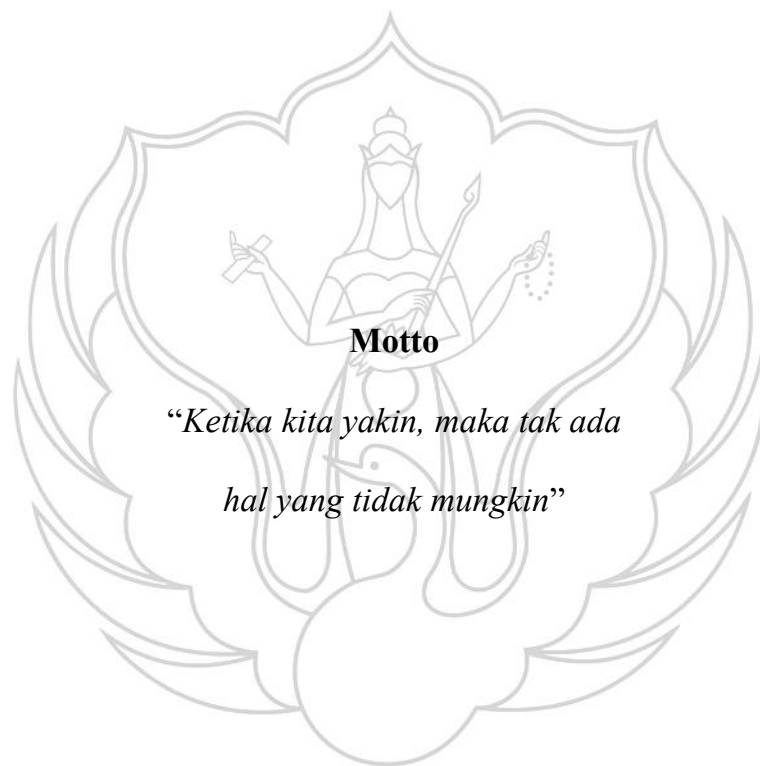 Motto
“Ketika kita yakin, maka tak ada
hal yang tidak mungkin”